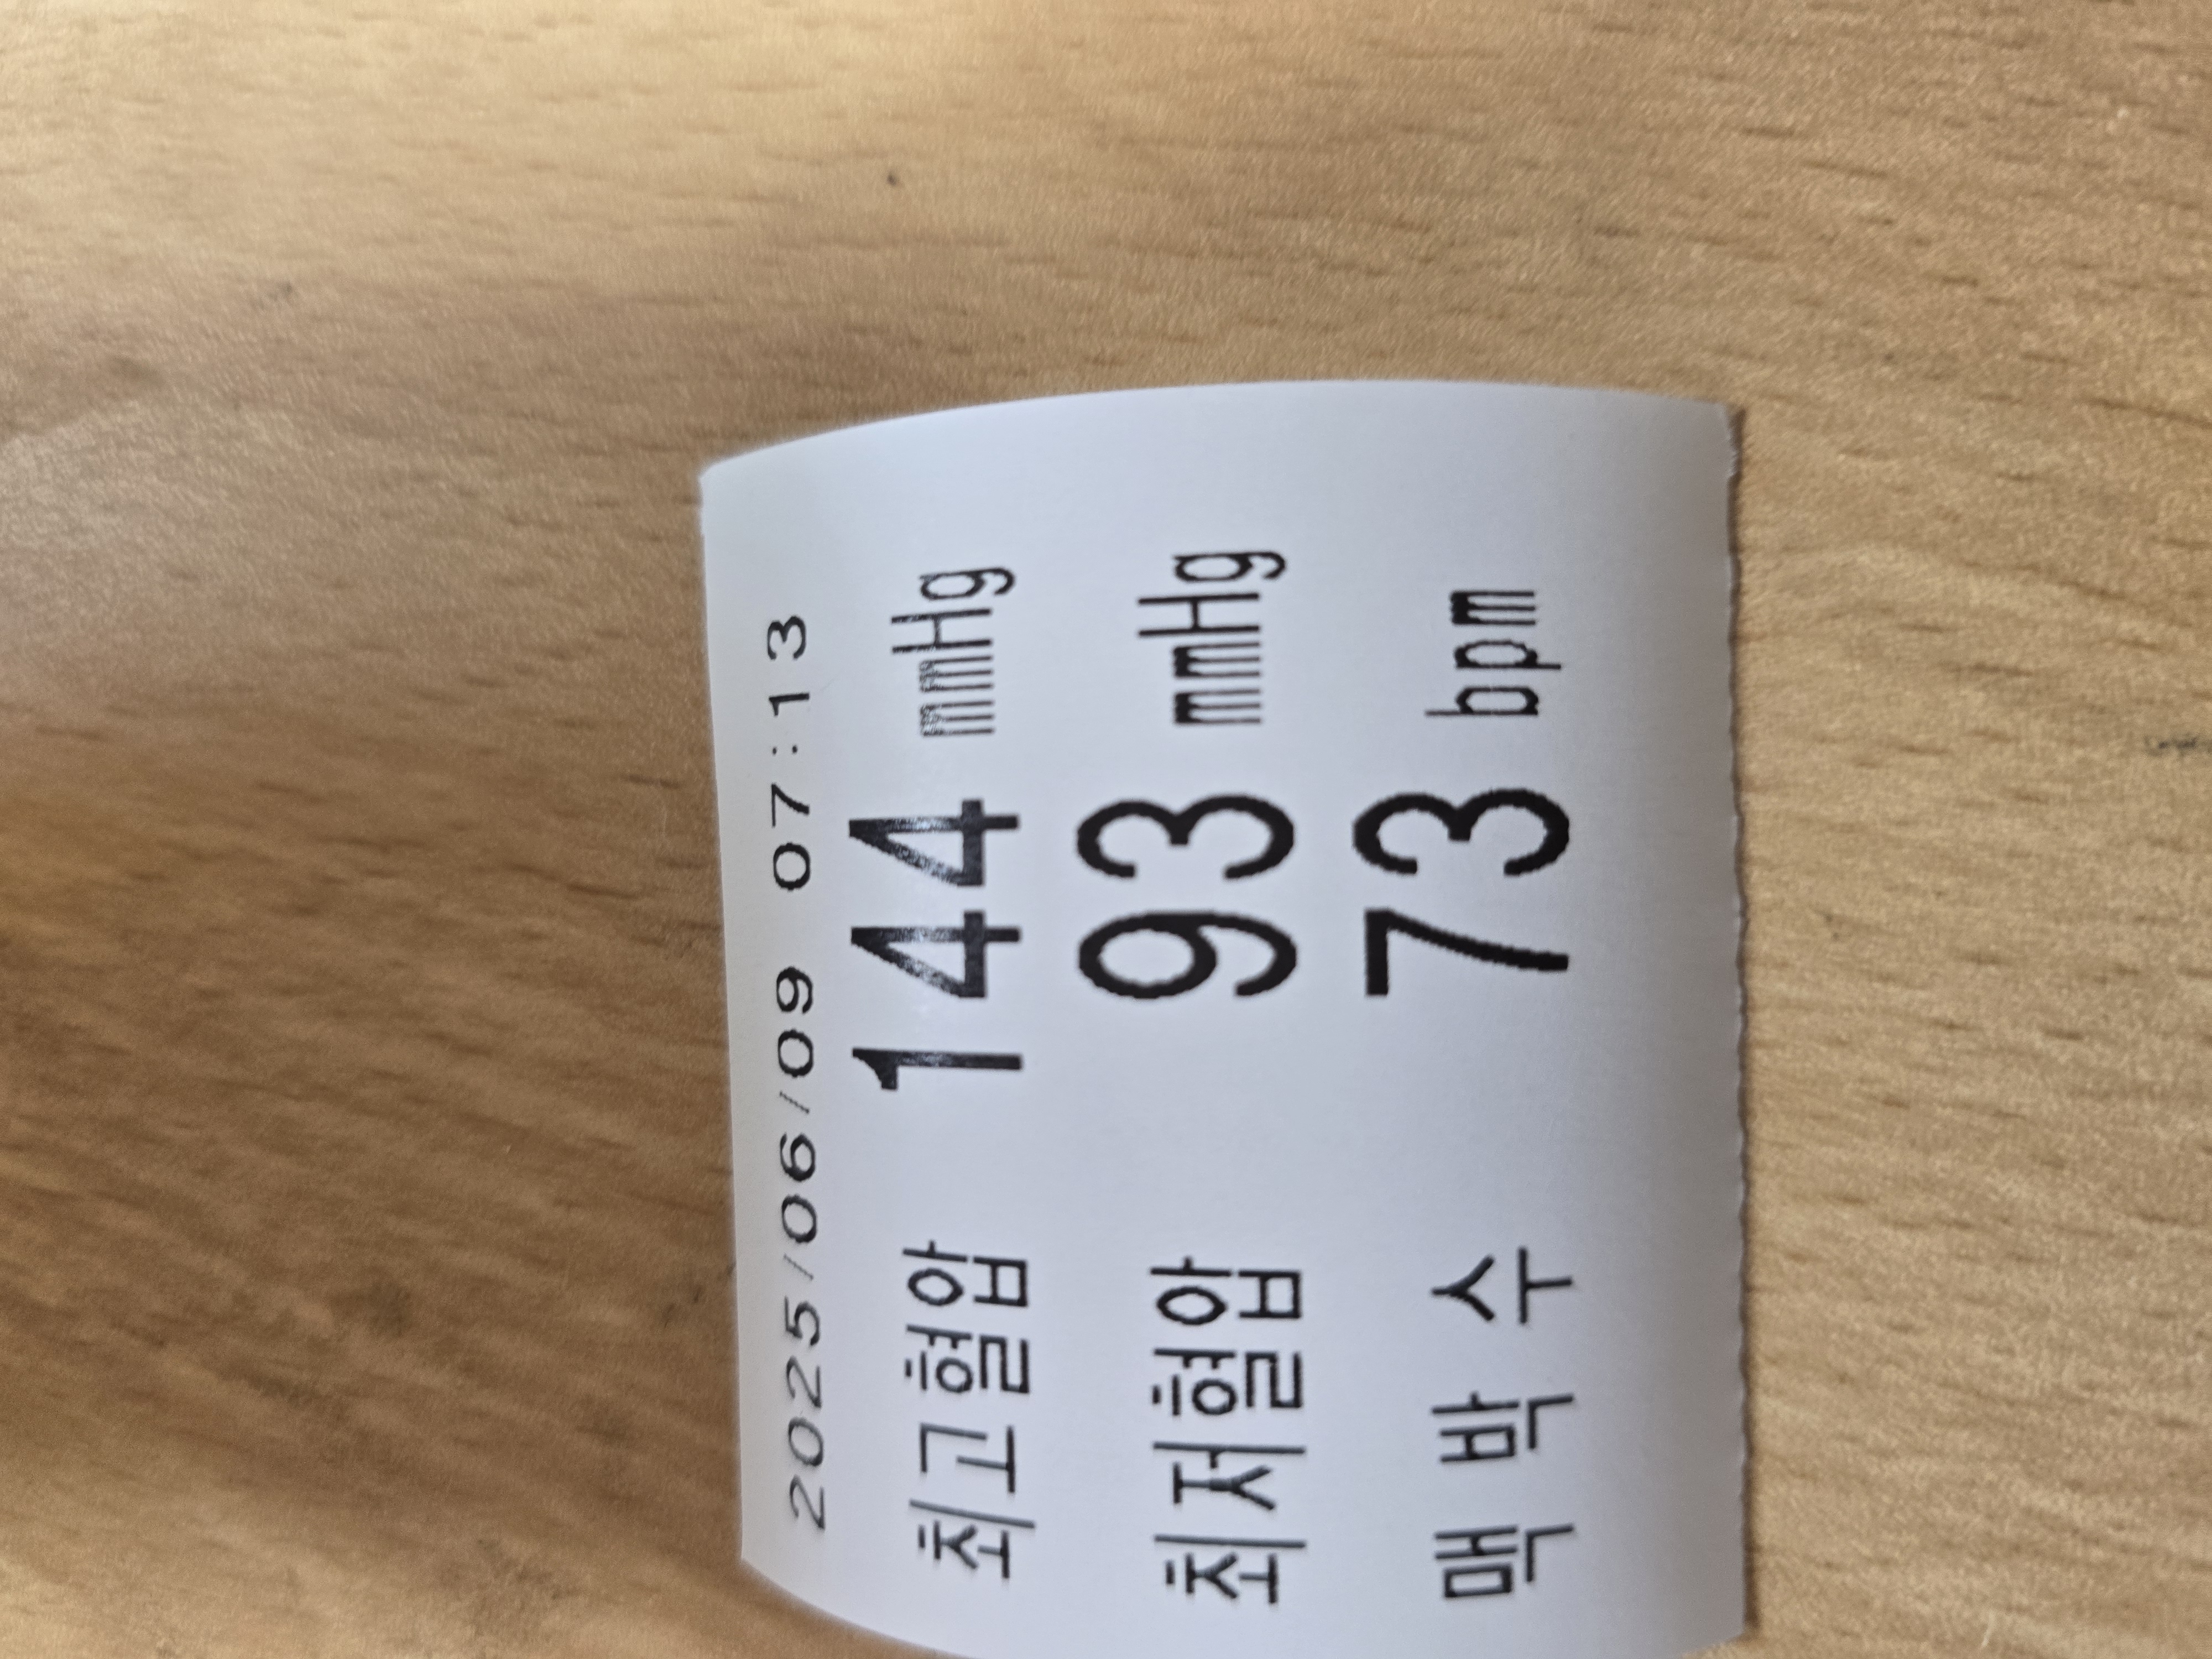 2025/06/09 07:13
최고혈압 144 mmHg
최저혈압 93 mmHg
맥 박 수 73 bpm